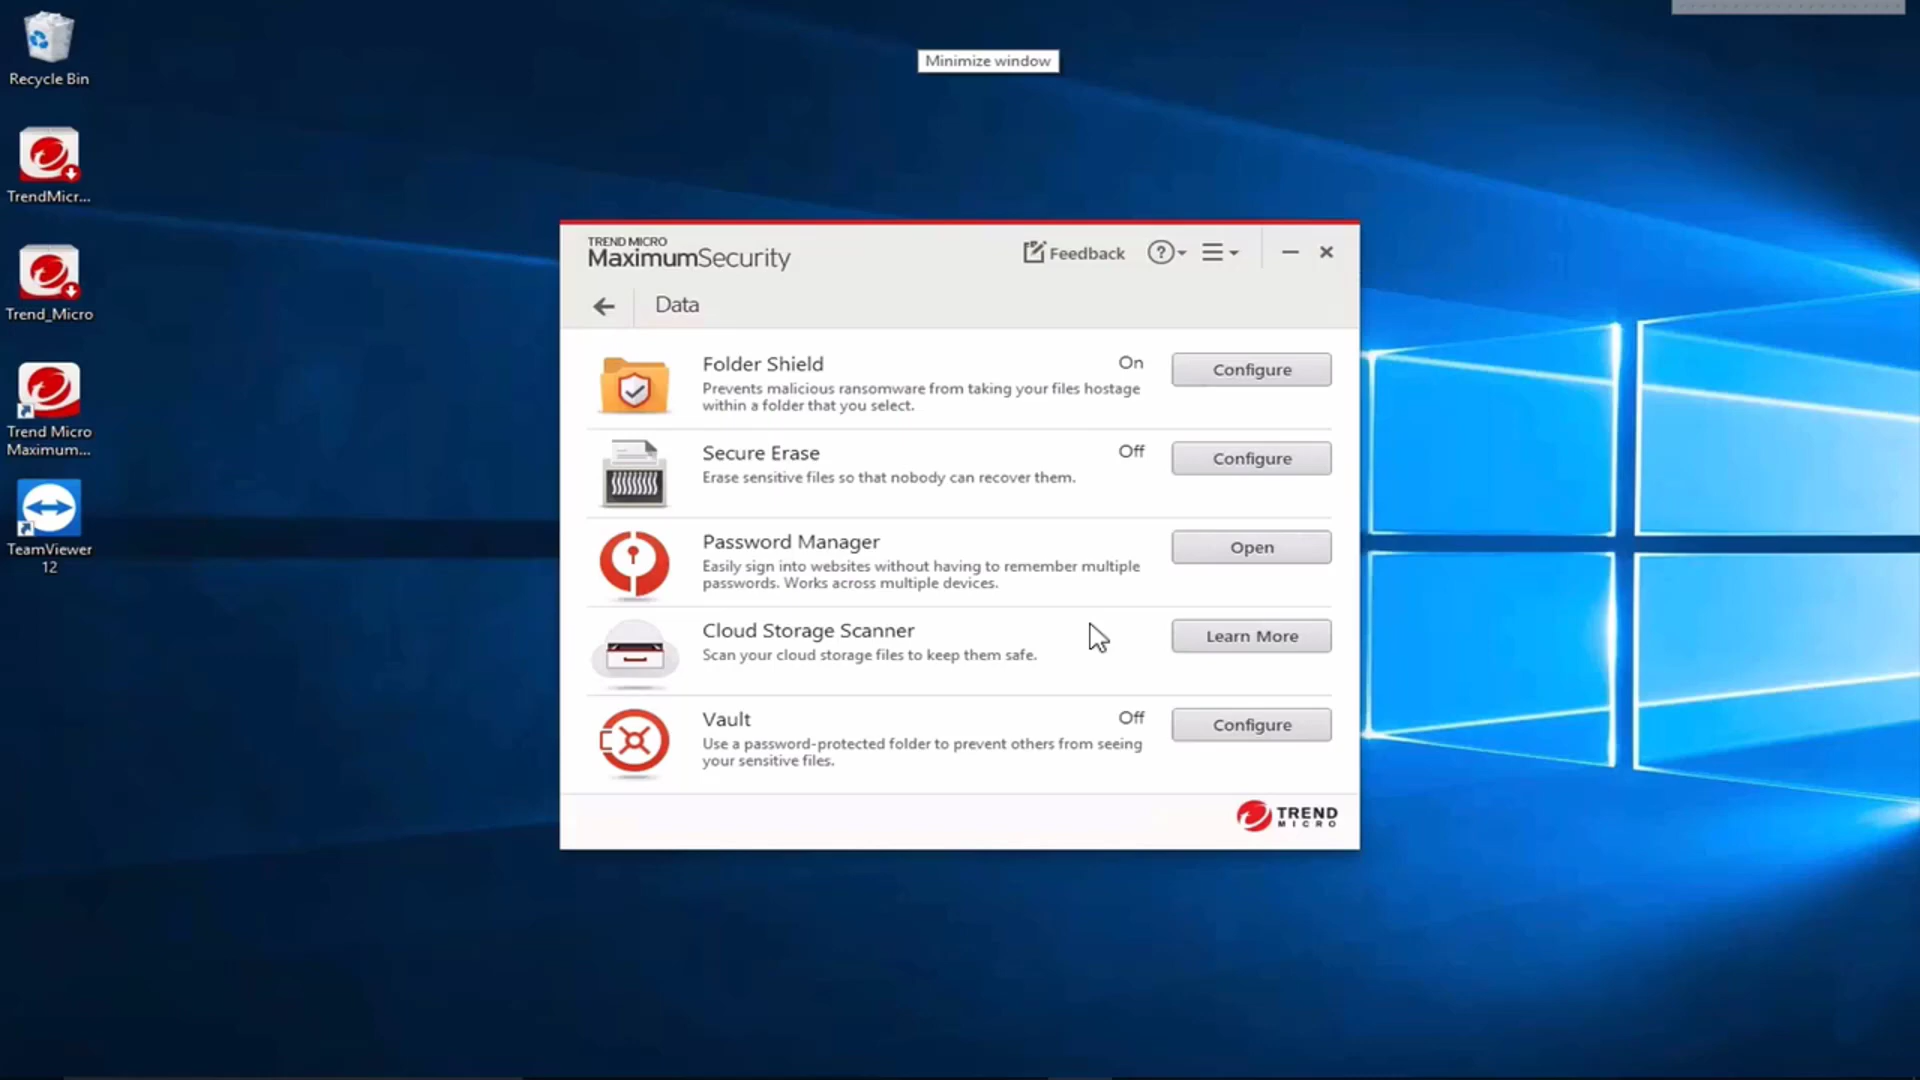 Recycle Bin
TrendMicr...
Trend_Micro
Trend Micro
Maximum...
TeamViewer
12
Minimize window
TREND MICRO
MaximumSecurity
Feedback
?
Data
Folder Shield
On
Configure
Prevents malicious ransomware from taking your files hostage
within a folder that you select.
Secure Erase
Off
Configure
Erase sensitive files so that nobody can recover them.
Password Manager
Open
Easily sign into websites without having to remember multiple
passwords. Works across multiple devices.
Cloud Storage Scanner
Learn More
Scan your cloud storage files to keep them safe.
Vault
Off
Configure
Use a password-protected folder to prevent others from seeing
your sensitive files.
TREND
MICRO